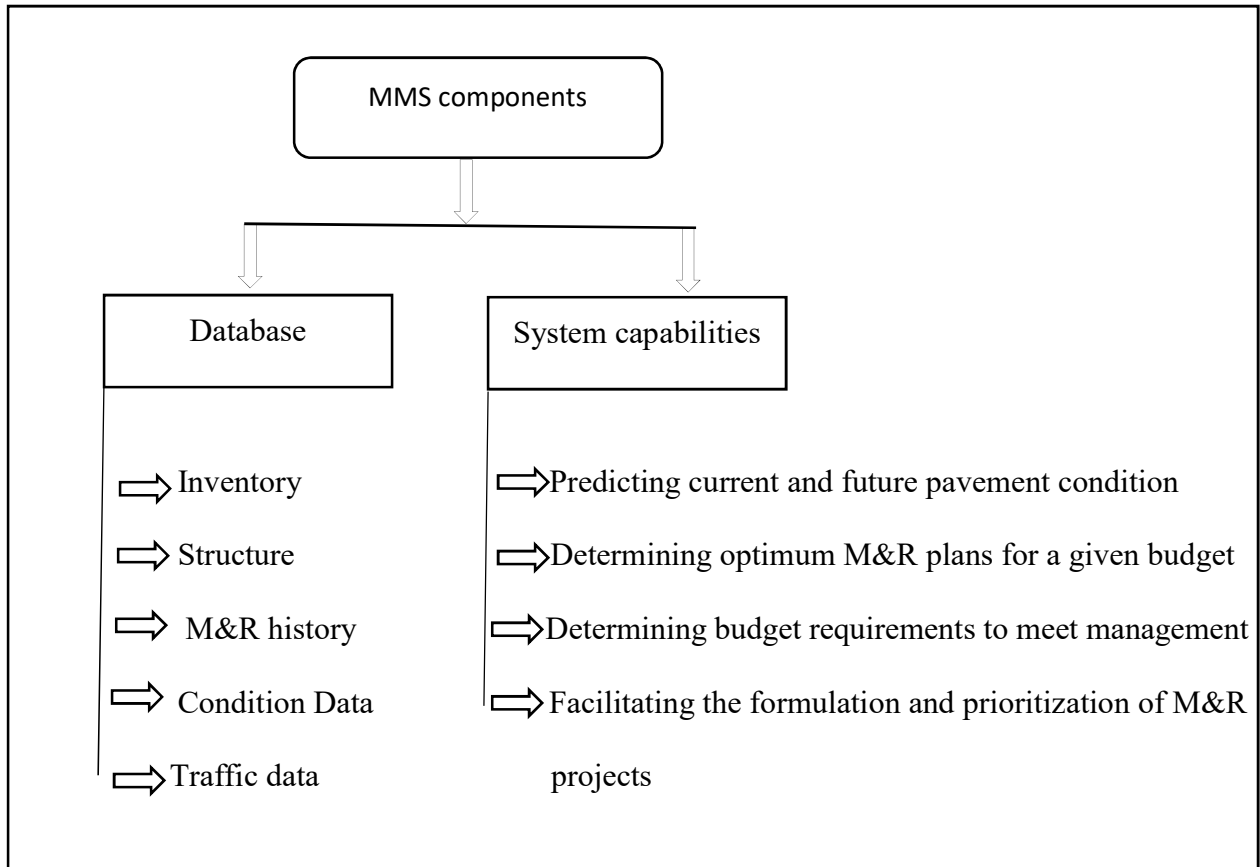 MMS components
Database
System capabilities
Inventory
Structure
M&R history
Condition Data
Traffic data
Predicting current and future pavement condition
Determining optimum M&R plans for a given budget
Determining budget requirements to meet management
Facilitating the formulation and prioritization of M&R
projects